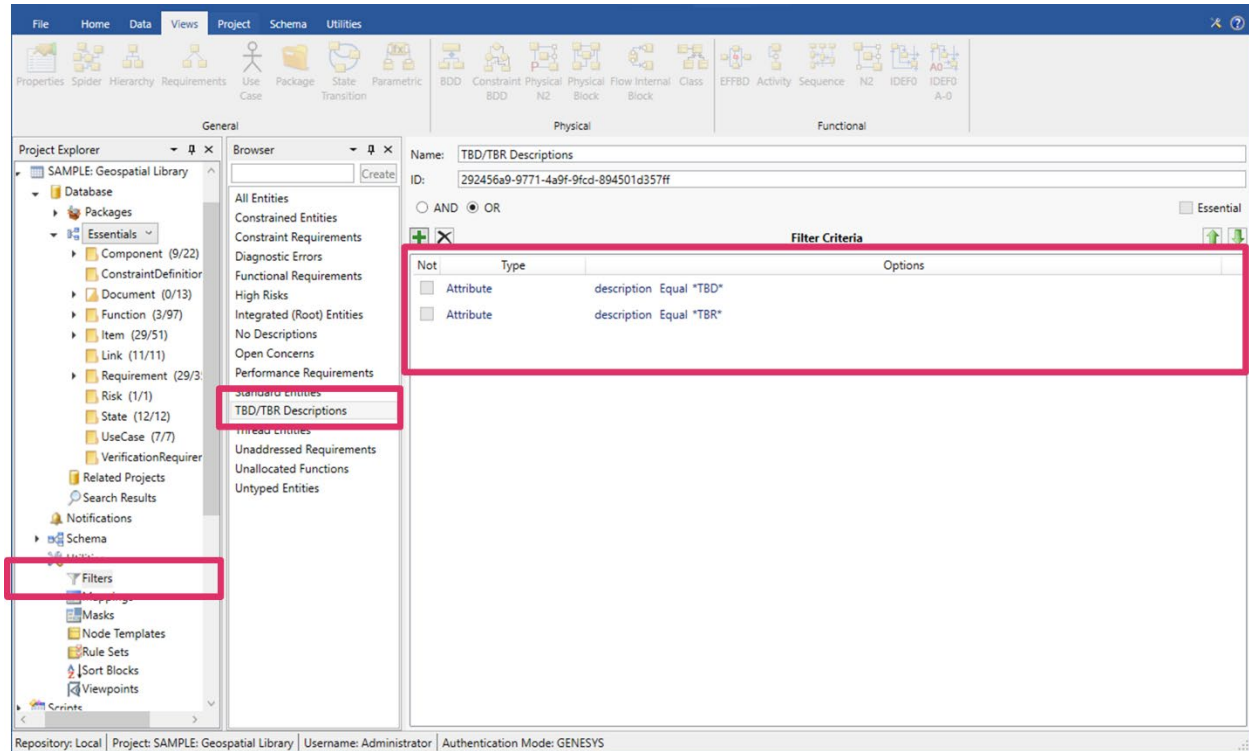 File Home Data Views Project Schema Utilities
Properties Spider Hierarchy Requirements Use Case Package State Transition Parametric BDD Constraint BDD Physical N2 Physical Block Flow Internal Block Class EFFBD Activity Sequence N2 IDEF0 IDEF0 A-0
General Physical Functional
Project Explorer
SAMPLE: Geospatial Library
Database
Packages
Essentials
Component (9/22)
ConstraintDefinition
Document (0/13)
Function (3/97)
Item (29/51)
Link (11/11)
Requirement (29/3
Risk (1/1)
State (12/12)
UseCase (7/7)
VerificationRequirer
Related Projects
Search Results
Notifications
Schema
Utilities
Filters
Mappings
Masks
Node Templates
Rule Sets
Sort Blocks
Viewpoints
Scripts
Browser
Create
All Entities
Constrained Entities
Constraint Requirements
Diagnostic Errors
Functional Requirements
High Risks
Integrated (Root) Entities
No Descriptions
Open Concerns
Performance Requirements
Standard Entities
TBD/TBR Descriptions
Thread Entities
Unaddressed Requirements
Unallocated Functions
Untyped Entities
Name: TBD/TBR Descriptions
ID: 292456a9-9771-4a9f-9fcd-894501d357ff
AND OR Essential
Filter Criteria
Not Type Options
Attribute description Equal *TBD*
Attribute description Equal *TBR*
Repository: Local Project: SAMPLE: Geospatial Library Username: Administrator Authentication Mode: GENESYS